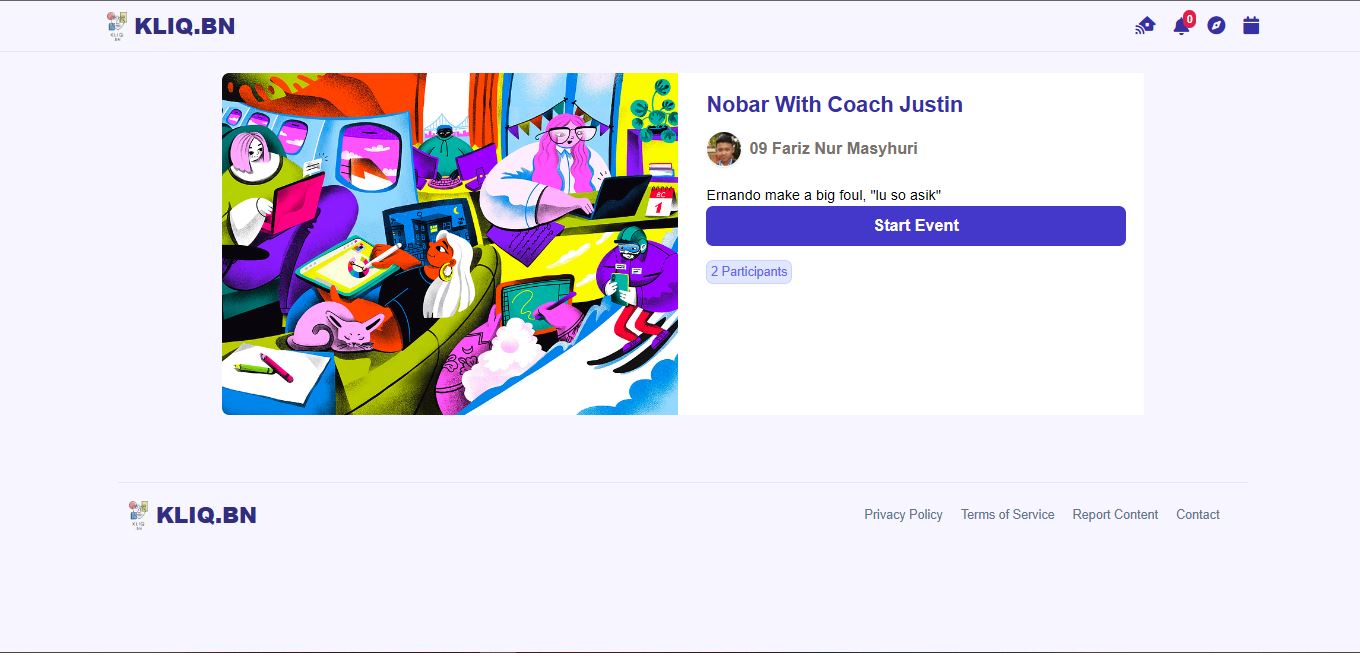 KLIQ.BN
0
Nobar With Coach Justin
09 Fariz Nur Masyhuri
Ernando make a big foul, "lu so asik"
Start Event
2 Participants
1
KLIQ.BN
Privacy Policy
Terms of Service
Report Content
Contact